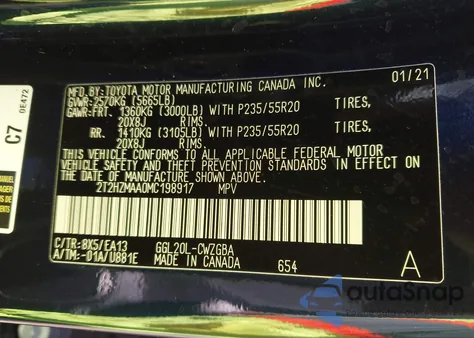 MFD.BY:TOYOTA MOTOR MANUFACTURING CANADA INC. 01/21
GVWR:2570KG (5665LB)
GAWR:FRT. 1360KG (3000LB) WITH P235/55R20 TIRES,
20X8J RIMS.
RR. 1410KG (3105LB) WITH P235/55R20 TIRES,
20X8J RIMS.
THIS VEHICLE CONFORMS TO ALL APPLICABLE FEDERAL MOTOR
VEHICLE SAFETY AND THEFT PREVENTION STANDARDS IN EFFECT ON
THE DATE OF MANUFACTURE SHOWN ABOVE.
2T2HZMAA0MC198917 MPV
C/TR:8X5/EA13 GGL20L-CWZGBA
A/TM:-01A/U881E MADE IN CANADA 654 A
C7
0E472
autoSnap